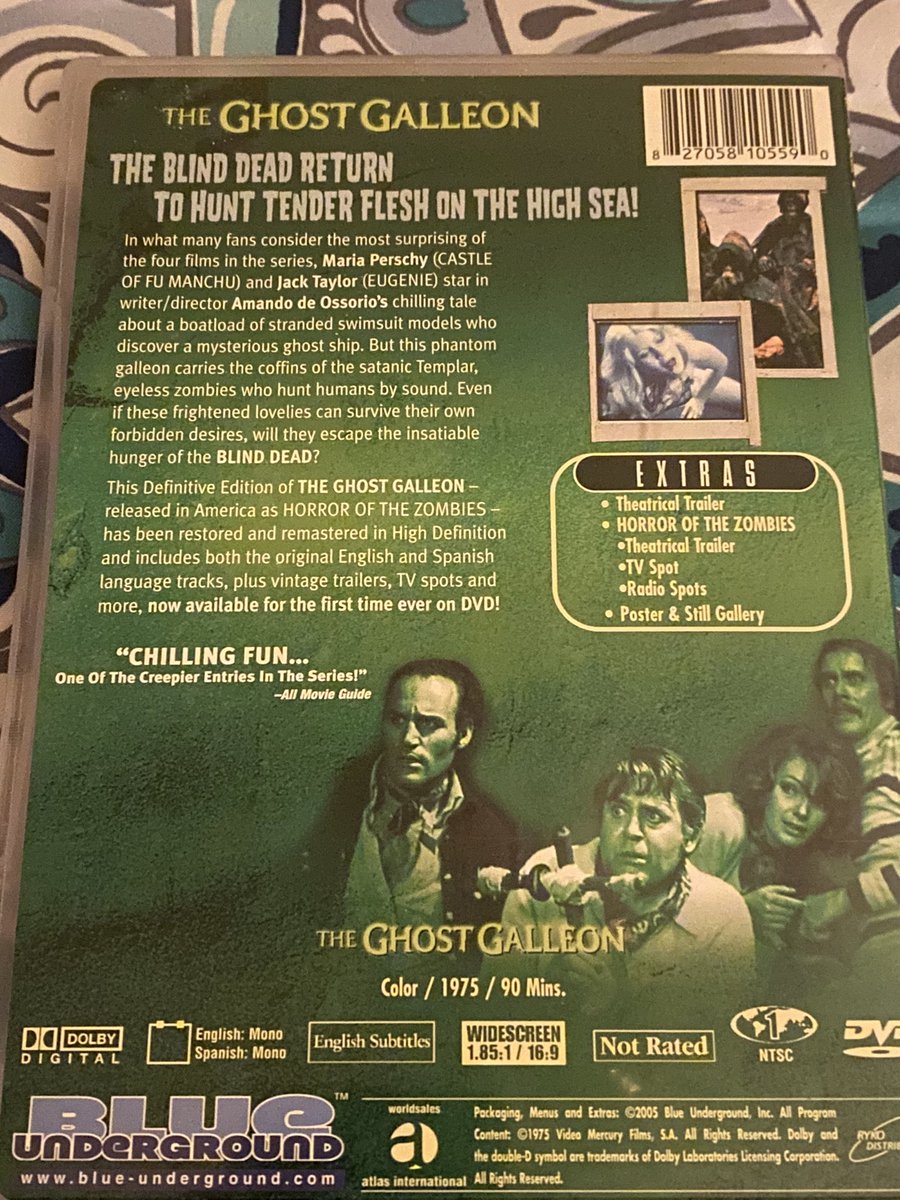 THE GHOST GALLEON
8 27058 10559 0
THE BLIND DEAD RETURN
TO HUNT TENDER FLESH ON THE HIGH SEA!
In what many fans consider the most surprising of
the four films in the series, Maria Perschy (CASTLE
OF FU MANCHU) and Jack Taylor (EUGENIE) star in
writer/director Amando de Ossorio's chilling tale
about a boatload of stranded swimsuit models who
discover a mysterious ghost ship. But this phantom
galleon carries the coffins of the satanic Templar,
eyeless zombies who hunt humans by sound. Even
if these frightened lovelies can survive their own
forbidden desires, will they escape the insatiable
hunger of the BLIND DEAD?
This Definitive Edition of THE GHOST GALLEON –
released in America as HORROR OF THE ZOMBIES –
has been restored and remastered in High Definition
and includes both the original English and Spanish
language tracks, plus vintage trailers, TV spots and
more, now available for the first time ever on DVD!
EXTRAS
• Theatrical Trailer
• HORROR OF THE ZOMBIES
•Theatrical Trailer
•TV Spot
•Radio Spots
• Poster & Still Gallery
"CHILLING FUN...
One Of The Creepier Entries In The Series!"
–All Movie Guide
THE GHOST GALLEON
Color / 1975 / 90 Mins.
DOLBY
DIGITAL
English: Mono
Spanish: Mono
English Subtitles
WIDESCREEN
1.85:1 / 16:9
Not Rated
1
NTSC
DVD
BLUE UNDERGROUND™
www.blue-underground.com
worldsales
a
atlas international
Packaging, Menus and Extras: ©2005 Blue Underground, Inc. All Program
Content: ©1975 Video Mercury Films, S.A. All Rights Reserved. Dolby and
the double-D symbol are trademarks of Dolby Laboratories Licensing Corporation.
All Rights Reserved.
RYKO